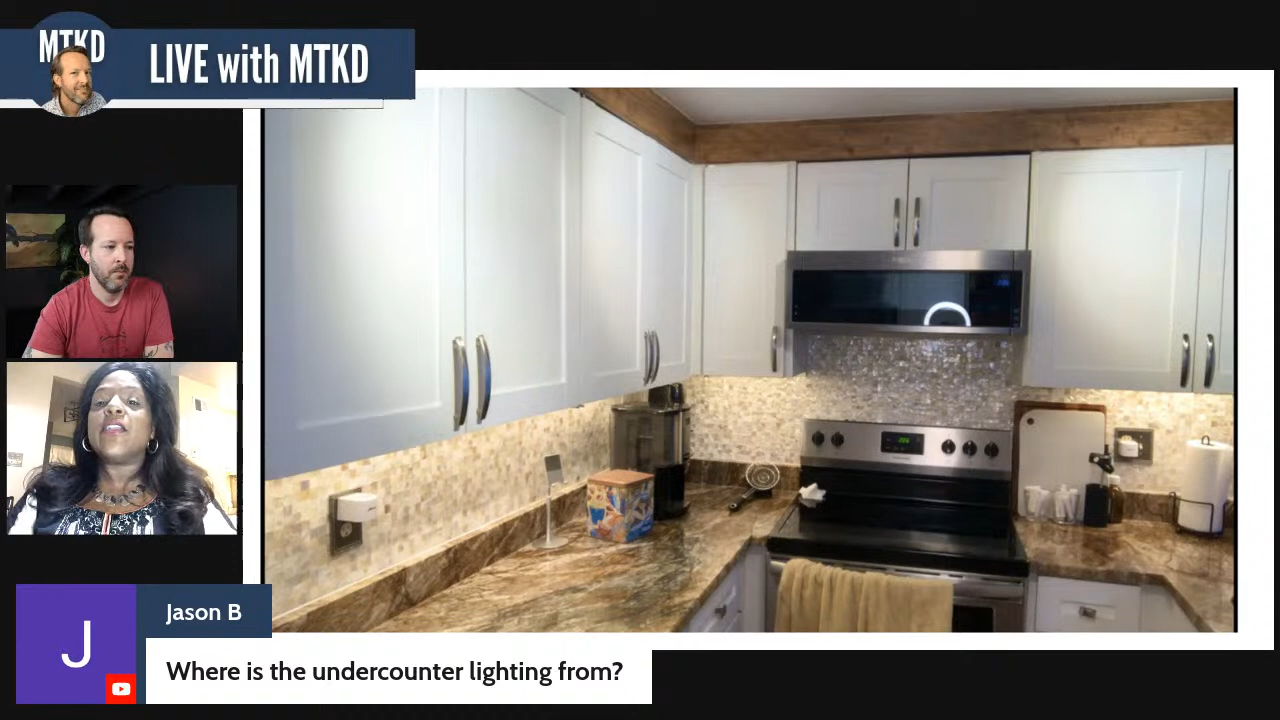 MTKD
LIVE with MTKD
Jason B
J
Where is the undercounter lighting from?